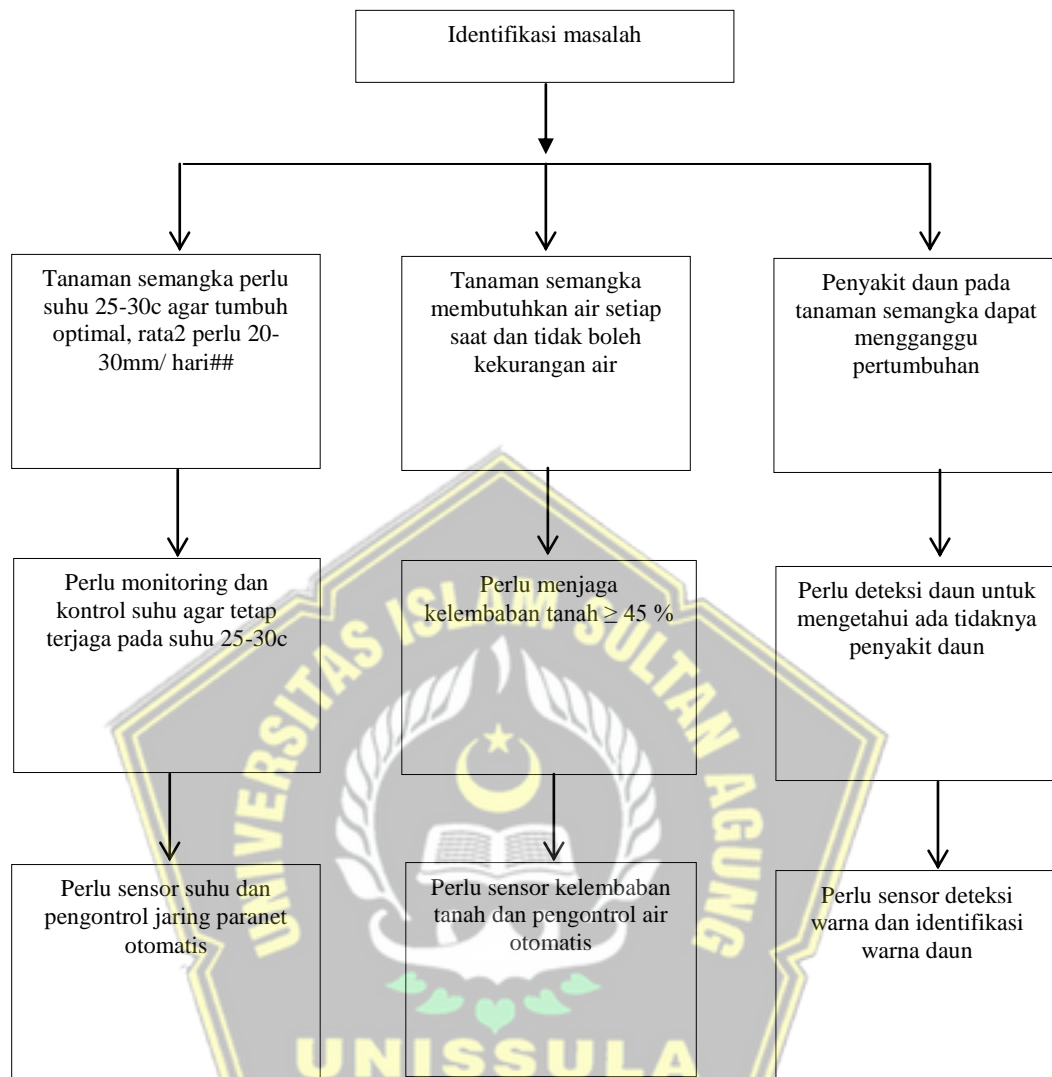 Identifikasi masalah
Tanaman semangka perlu
suhu 25-30c agar tumbuh
optimal, rata2 perlu 20-
30mm/ hari##
Tanaman semangka
membutuhkan air setiap
saat dan tidak boleh
kekurangan air
Penyakit daun pada
tanaman semangka dapat
mengganggu
pertumbuhan
Perlu monitoring dan
kontrol suhu agar tetap
terjaga pada suhu 25-30c
Perlu menjaga
kelembaban tanah ≥ 45 %
Perlu deteksi daun untuk
mengetahui ada tidaknya
penyakit daun
Perlu sensor suhu dan
pengontrol jaring paranet
otomatis
Perlu sensor kelembaban
tanah dan pengontrol air
otomatis
Perlu sensor deteksi
warna dan identifikasi
warna daun
UNIVERSITAS ISLAM SULTAN AGUNG
UNISSULA